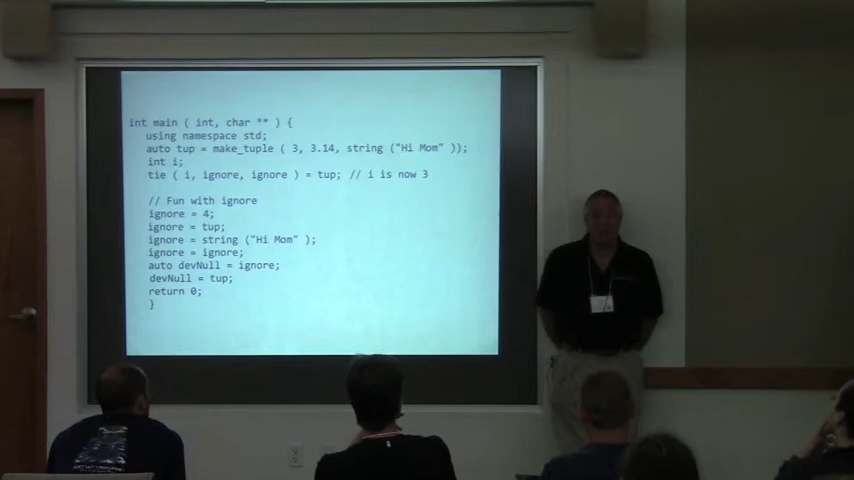 int main ( int, char ** ) {
using namespace std;
auto tup = make_tuple ( 3, 3.14, string ("Hi Mom" ));
int i;
tie ( i, ignore, ignore ) = tup; // i is now 3
// Fun with ignore
ignore = 4;
ignore = tup;
ignore = string ("Hi Mom" );
ignore = ignore;
auto devNull = ignore;
devNull = tup;
return 0;
}